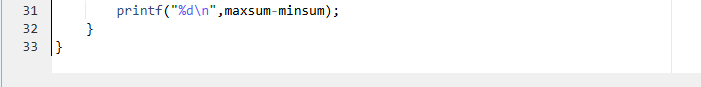 31 printf("%d\n",maxsum-minsum);
32 }
33 }